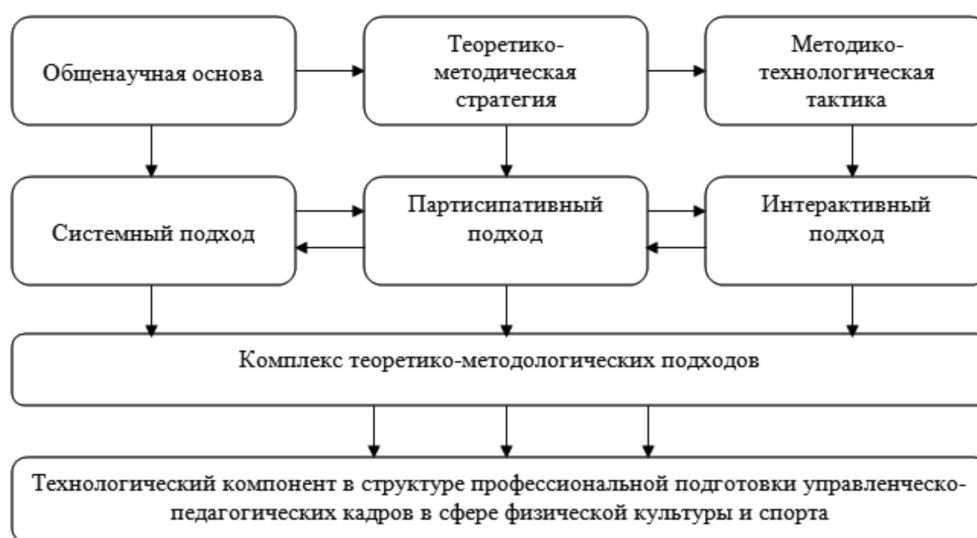 Общенаучная основа
Теоретико-
методическая
стратегия
Методико-
технологическая
тактика
Системный подход
Партисипативный
подход
Интерактивный
подход
Комплекс теоретико-методологических подходов
Технологический компонент в структуре профессиональной подготовки управленческо-
педагогических кадров в сфере физической культуры и спорта